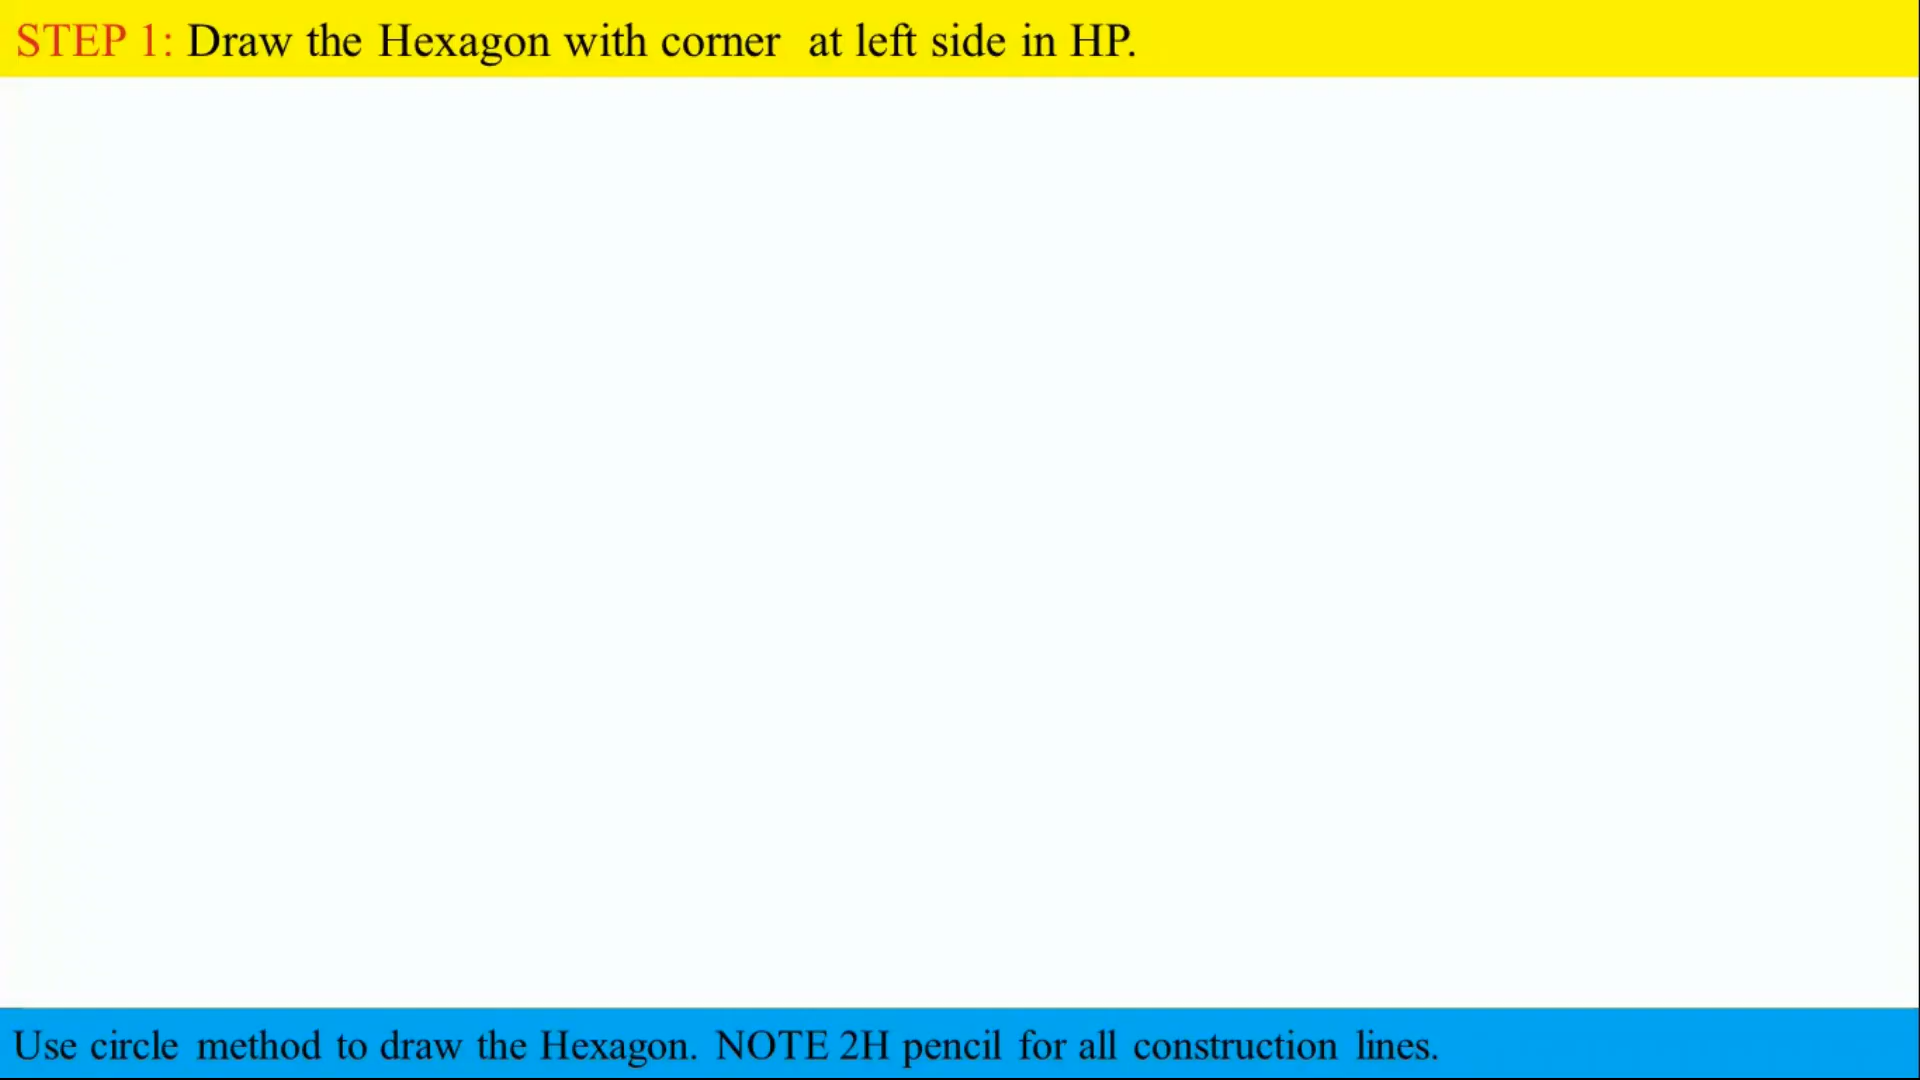 STEP 1: Draw the Hexagon with corner at left side in HP.
Use circle method to draw the Hexagon. NOTE 2H pencil for all construction lines.